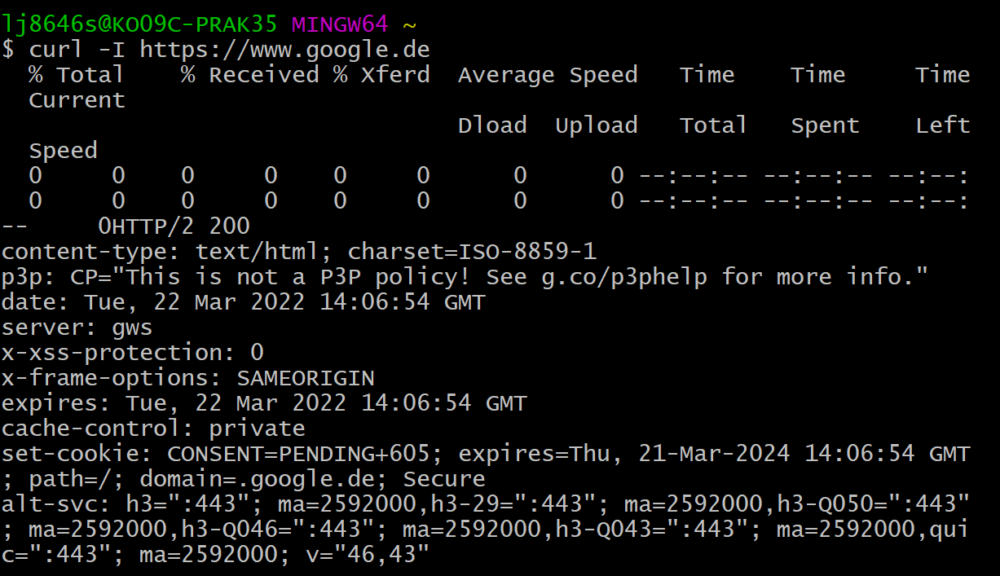 lj8646s@KO09C-PRAK35 MINGW64 ~
$ curl -I https://www.google.de
  % Total    % Received % Xferd  Average Speed   Time    Time     Time
  Current
                                 Dload  Upload   Total   Spent    Left
  Speed
  0     0    0     0    0     0      0      0 --:--:-- --:--:-- --:--:
  0     0    0     0    0     0      0      0 --:--:-- --:--:-- --:--:
--     0HTTP/2 200
content-type: text/html; charset=ISO-8859-1
p3p: CP="This is not a P3P policy! See g.co/p3phelp for more info."
date: Tue, 22 Mar 2022 14:06:54 GMT
server: gws
x-xss-protection: 0
x-frame-options: SAMEORIGIN
expires: Tue, 22 Mar 2022 14:06:54 GMT
cache-control: private
set-cookie: CONSENT=PENDING+605; expires=Thu, 21-Mar-2024 14:06:54 GMT
; path=/; domain=.google.de; Secure
alt-svc: h3=":443"; ma=2592000,h3-29=":443"; ma=2592000,h3-Q050=":443"
; ma=2592000,h3-Q046=":443"; ma=2592000,h3-Q043=":443"; ma=2592000,qui
c=":443"; ma=2592000; v="46,43"